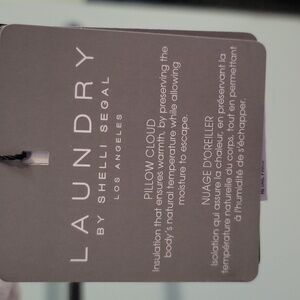 LAUNDRY
BY SHELLI SEGAL
LOS ANGELES
PILLOW CLOUD
Insulation that ensures warmth, by preserving the
body's natural temperature while allowing
moisture to escape.
NUAGE D'OREILLER
Isolation qui assure la chaleur, en préservant la
température naturelle du corps, tout en permettant
à l'humidité de s'échapper.